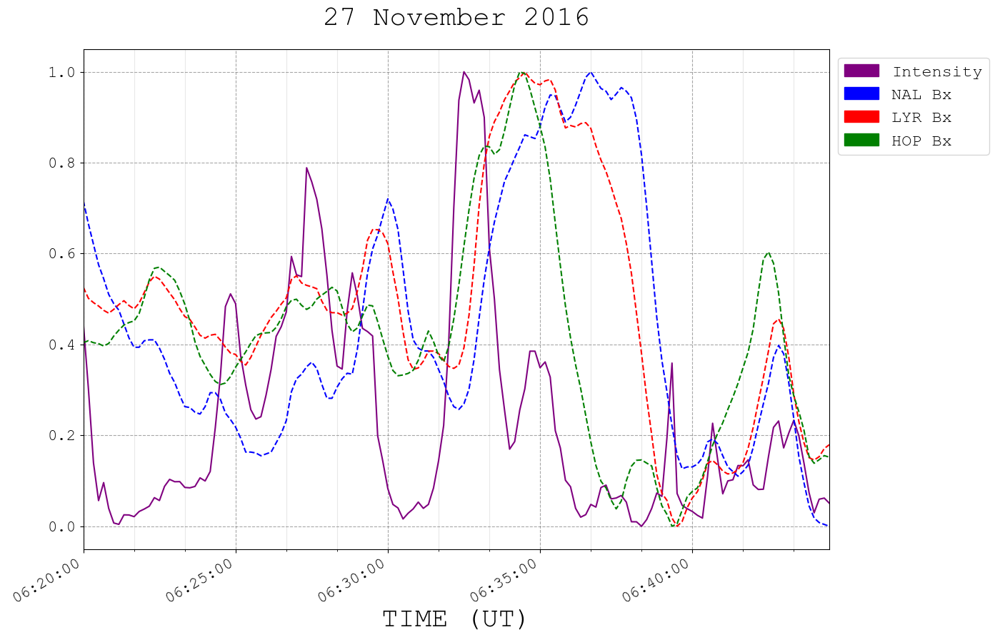 27 November 2016
1.0
0.8
0.6
0.4
0.2
0.0
06:20:00
06:25:00
06:30:00
06:35:00
06:40:00
TIME (UT)
Intensity
NAL Bx
LYR Bx
HOP Bx